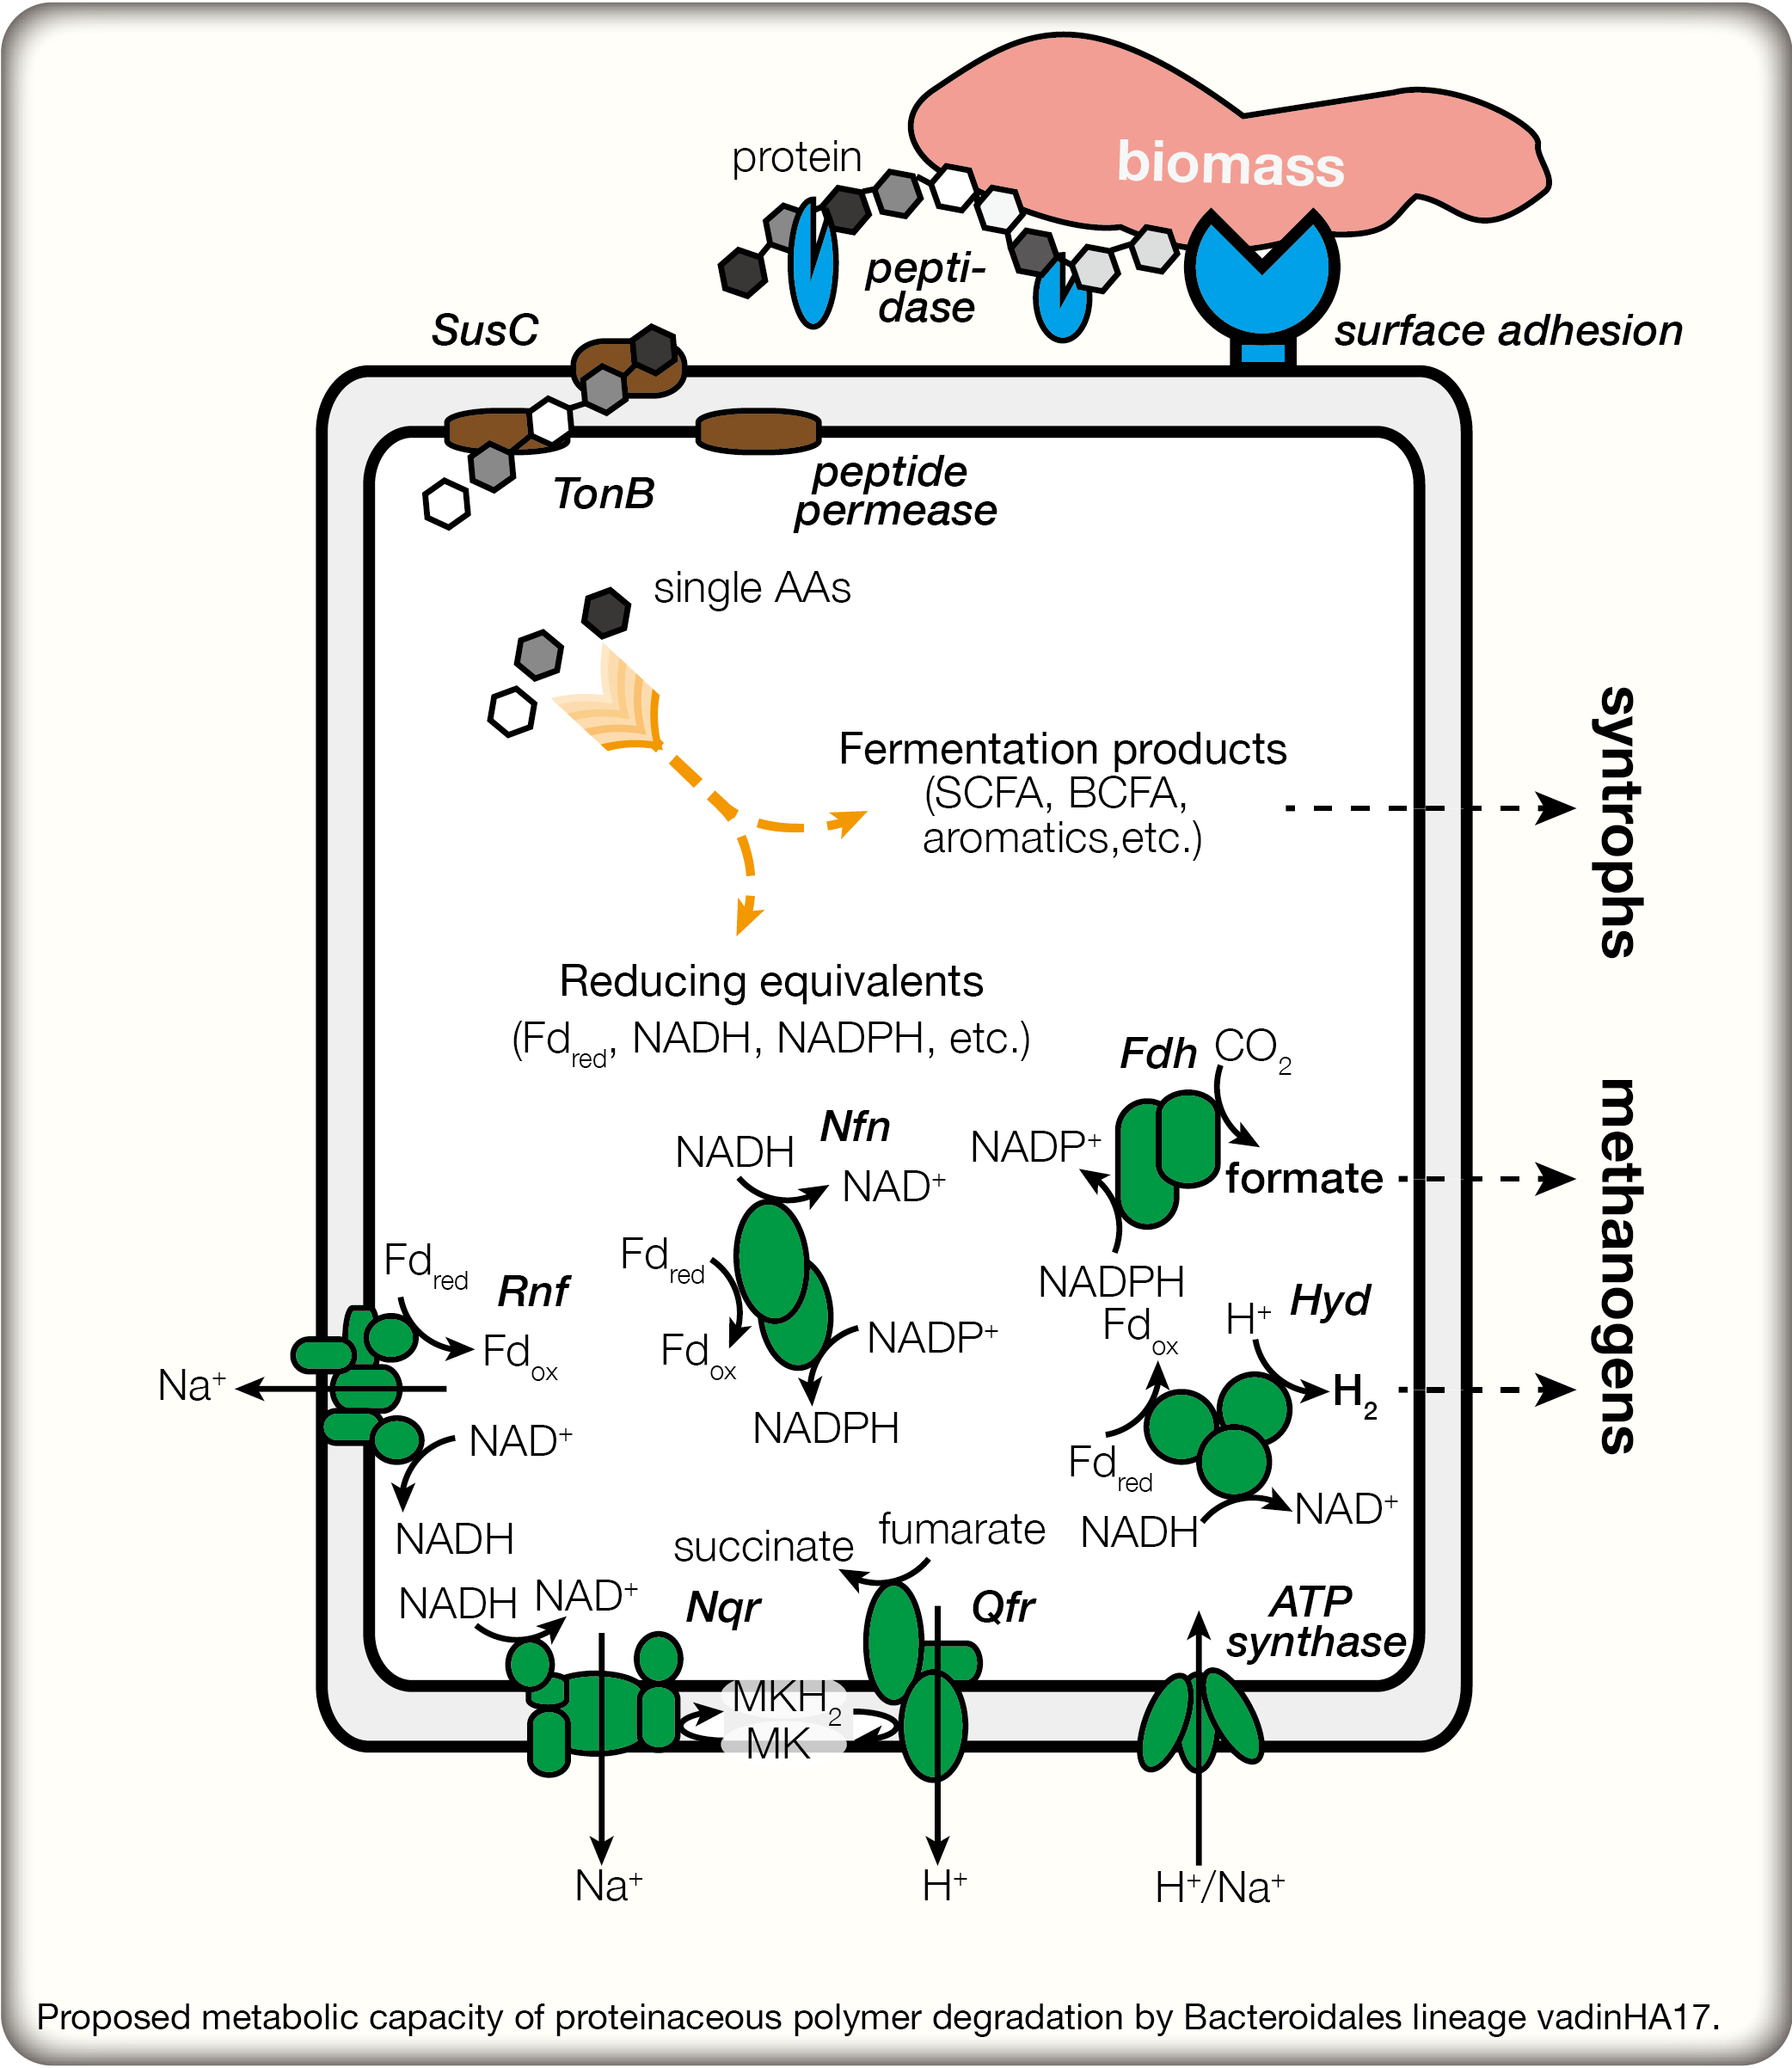 biomass
protein
pepti-
dase
SusC
surface adhesion
TonB
peptide
permease
single AAs
Fermentation products
(SCFA, BCFA,
aromatics,etc.)
syntrophs
Reducing equivalents
(Fdred, NADH, NADPH, etc.)
Fdh
CO2
NADP+
formate
NADPH
methanogens
Nfn
NADH
NAD+
Fdred
Fdox
NADP+
NADPH
Rnf
Fdred
Fdox
Na+
NAD+
NADH
Hyd
Fdox
H+
H2
Fdred
NADH
NAD+
succinate
fumarate
NADH
NAD+
Nqr
Qfr
ATP
synthase
MKH2
MK
Na+
H+
H+/Na+
Proposed metabolic capacity of proteinaceous polymer degradation by Bacteroidales lineage vadinHA17.